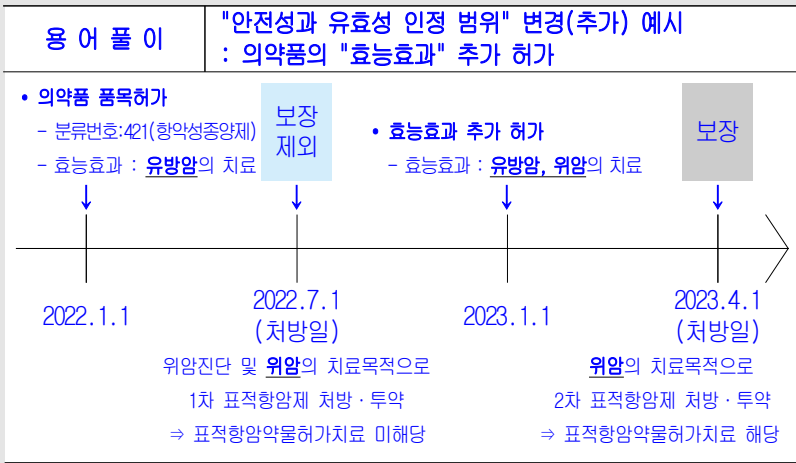 용 어 풀 이
"안전성과 유효성 인정 범위" 변경(추가) 예시
: 의약품의 "효능효과" 추가 허가
• 의약품 품목허가
- 분류번호:421(항악성종양제)
- 효능효과 : 유방암의 치료
보장
제외
• 효능효과 추가 허가
- 효능효과 : 유방암, 위암의 치료
보장
2022.1.1
2022.7.1
(처방일)
2023.1.1
2023.4.1
(처방일)
위암진단 및 위암의 치료목적으로
1차 표적항암제 처방·투약
⇒ 표적항암약물허가치료 미해당
위암의 치료목적으로
2차 표적항암제 처방·투약
⇒ 표적항암약물허가치료 해당